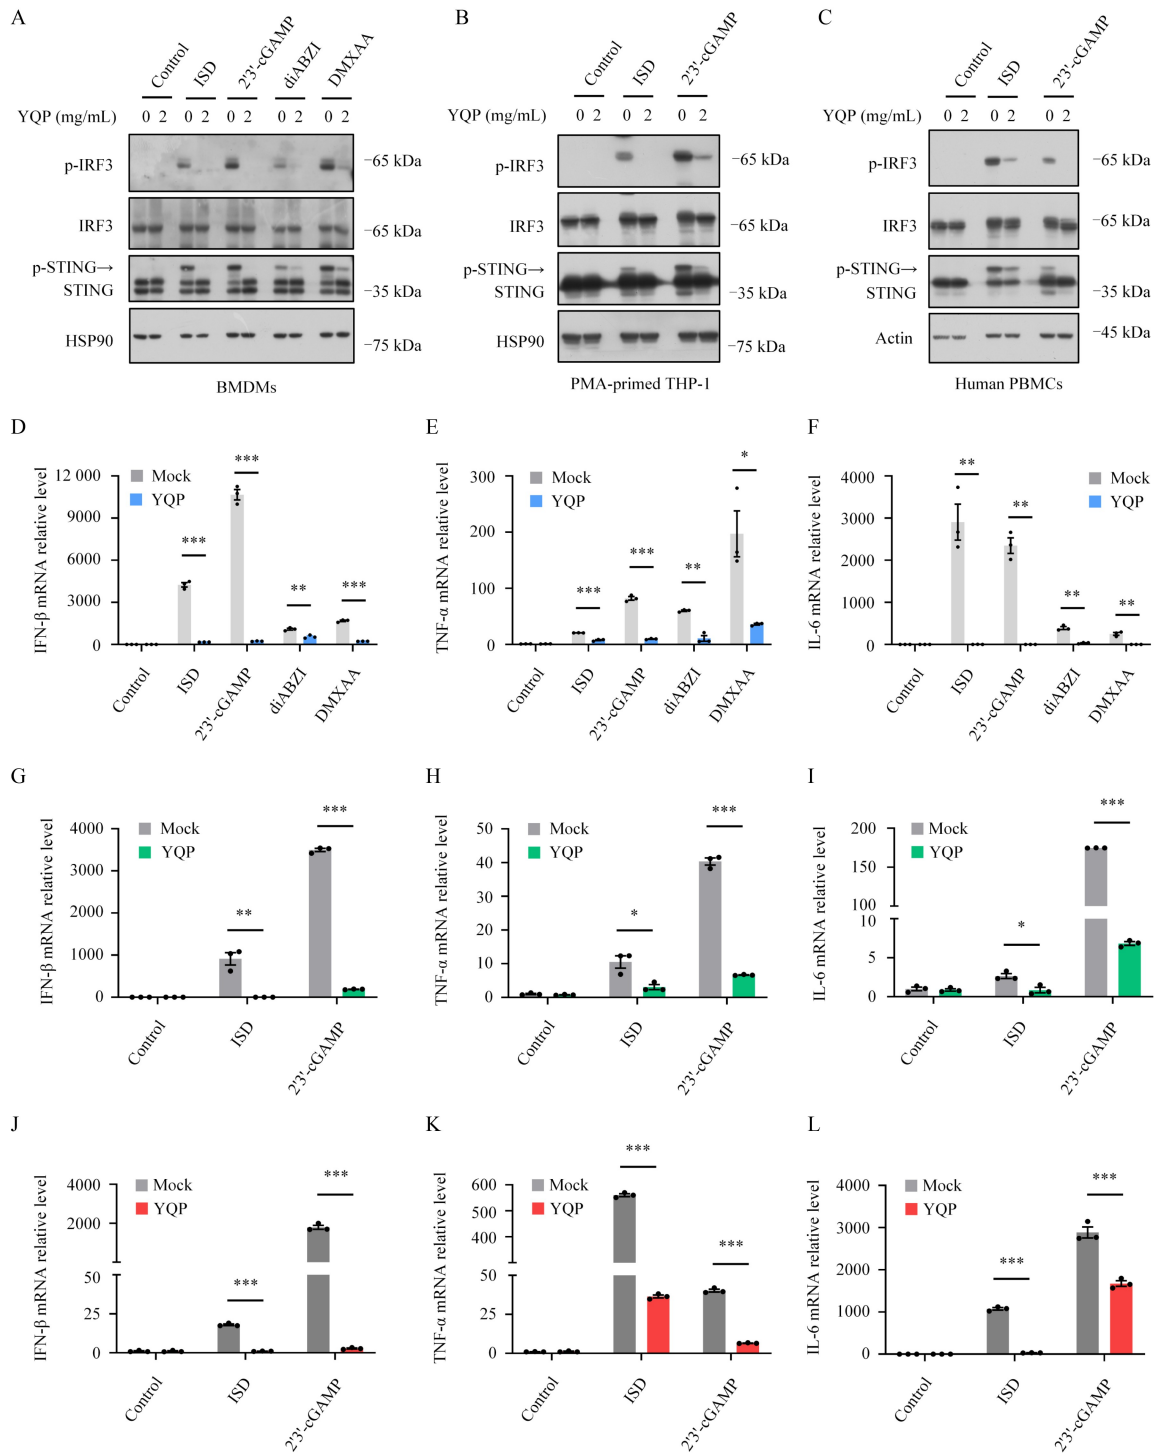 A
Control
ISD
2'3'-cGAMP
diABZI
DMXAA
YQP (mg/mL) 0 2 0 2 0 2 0 2 0 2
p-IRF3 −65 kDa
IRF3 −65 kDa
p-STING→
STING −35 kDa
HSP90 −75 kDa
BMDMs
B
Control
ISD
2'3'-cGAMP
YQP (mg/mL) 0 2 0 2 0 2
p-IRF3 −65 kDa
IRF3 −65 kDa
p-STING→
STING −35 kDa
HSP90 −75 kDa
PMA-primed THP-1
C
Control
ISD
2'3'-cGAMP
YQP (mg/mL) 0 2 0 2 0 2
p-IRF3 −65 kDa
IRF3 −65 kDa
p-STING→
STING −35 kDa
Actin −45 kDa
Human PBMCs
D
IFN-β mRNA relative level
12 000
9000
6000
3000
0
Mock
YQP
***
***
**
***
Control
ISD
2'3'-cGAMP
diABZI
DMXAA
E
TNF-α mRNA relative level
300
200
100
0
Mock
YQP
***
***
**
*
Control
ISD
2'3'-cGAMP
diABZI
DMXAA
F
IL-6 mRNA relative level
4000
3000
2000
1000
0
Mock
YQP
**
**
**
**
Control
ISD
2'3'-cGAMP
diABZI
DMXAA
G
IFN-β mRNA relative level
4000
3000
2000
1000
0
Mock
YQP
**
***
Control
ISD
2'3'-cGAMP
H
TNF-α mRNA relative level
50
40
30
20
10
0
Mock
YQP
*
***
Control
ISD
2'3'-cGAMP
I
IL-6 mRNA relative level
200
150
100
10
5
0
Mock
YQP
*
***
Control
ISD
2'3'-cGAMP
J
IFN-β mRNA relative level
4000
2000
50
25
0
Mock
YQP
***
***
Control
ISD
2'3'-cGAMP
K
TNF-α mRNA relative level
600
500
400
50
25
0
Mock
YQP
***
***
Control
ISD
2'3'-cGAMP
L
IL-6 mRNA relative level
4000
3000
2000
1000
0
Mock
YQP
***
***
Control
ISD
2'3'-cGAMP